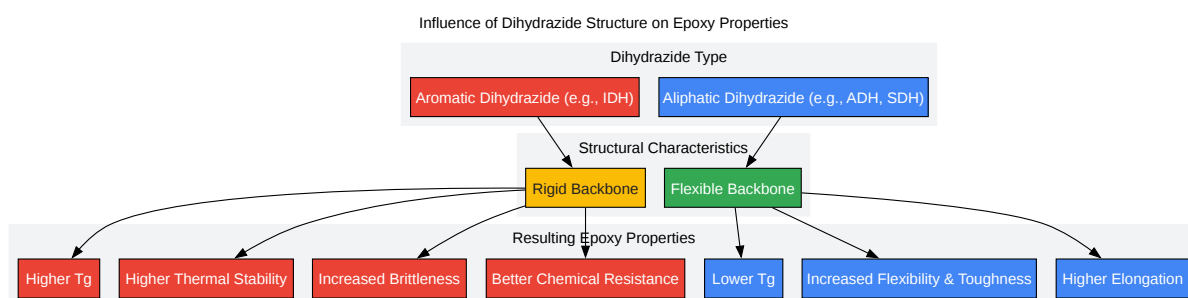 Influence of Dihydrazide Structure on Epoxy Properties
Dihydrazide Type
Aromatic Dihydrazide (e.g., IDH)
Aliphatic Dihydrazide (e.g., ADH, SDH)
Structural Characteristics
Rigid Backbone
Flexible Backbone
Resulting Epoxy Properties
Higher Tg
Higher Thermal Stability
Increased Brittleness
Better Chemical Resistance
Lower Tg
Increased Flexibility & Toughness
Higher Elongation